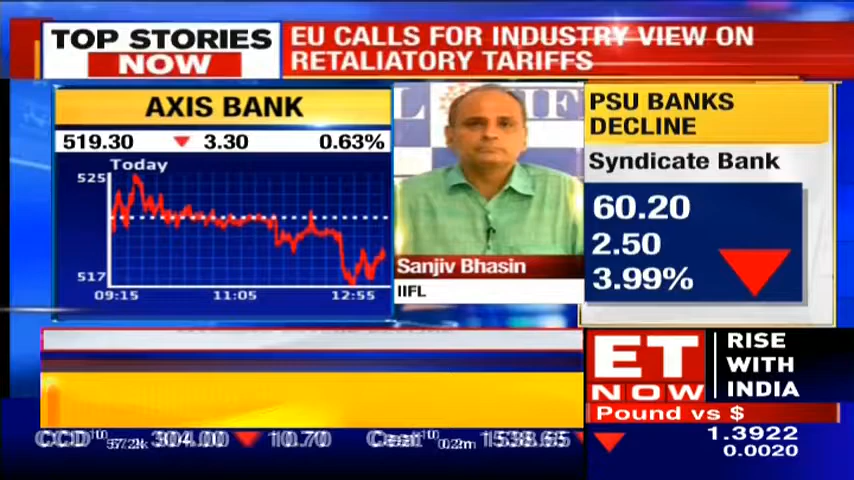 TOP STORIES
NOW
EU CALLS FOR INDUSTRY VIEW ON
RETALIATORY TARIFFS
AXIS BANK
519.30 3.30 0.63%
Today
525
517
09:15 11:05 12:55
Sanjiv Bhasin
IIFL
PSU BANKS
DECLINE
Syndicate Bank
60.20
2.50
3.99%
ET
NOW
RISE
WITH
INDIA
Pound vs $
1.3922
0.0020
CCD 304.00 10.70 Ceat 1538.65